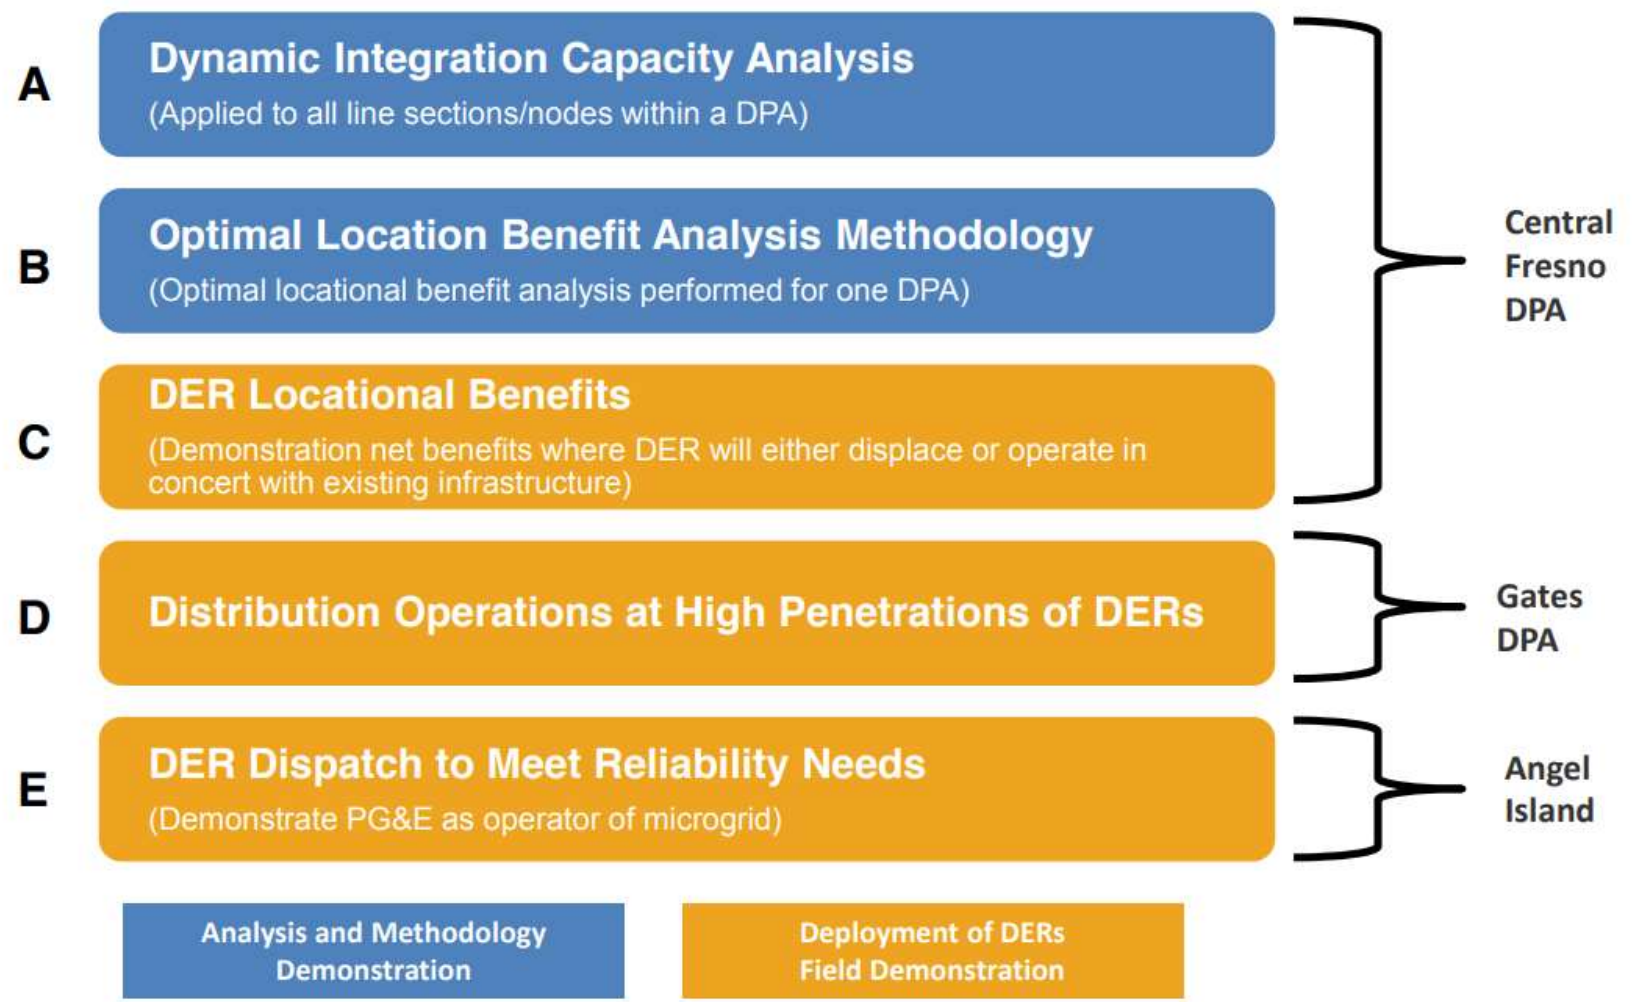 A
Dynamic Integration Capacity Analysis
(Applied to all line sections/nodes within a DPA)
B
Optimal Location Benefit Analysis Methodology
(Optimal locational benefit analysis performed for one DPA)
C
DER Locational Benefits
(Demonstration net benefits where DER will either displace or operate in
concert with existing infrastructure)
Central
Fresno
DPA
D
Distribution Operations at High Penetrations of DERs
Gates
DPA
E
DER Dispatch to Meet Reliability Needs
(Demonstrate PG&E as operator of microgrid)
Angel
Island
Analysis and Methodology
Demonstration
Deployment of DERs
Field Demonstration